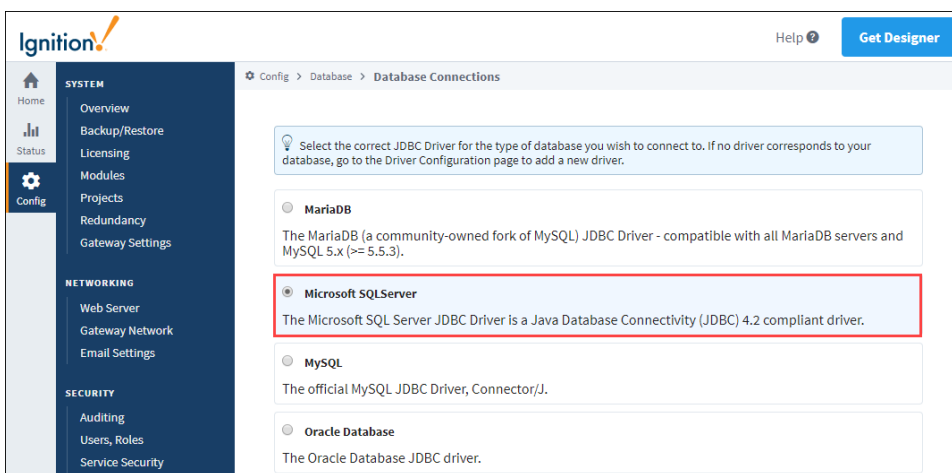 Ignition!
Help ?
Get Designer
Home
Status
Config
SYSTEM
Overview
Backup/Restore
Licensing
Modules
Projects
Redundancy
Gateway Settings
NETWORKING
Web Server
Gateway Network
Email Settings
SECURITY
Auditing
Users, Roles
Service Security
Config > Database > Database Connections
Select the correct JDBC Driver for the type of database you wish to connect to. If no driver corresponds to your
database, go to the Driver Configuration page to add a new driver.
MariaDB
The MariaDB (a community-owned fork of MySQL) JDBC Driver - compatible with all MariaDB servers and
MySQL 5.x (>= 5.5.3).
Microsoft SQLServer
The Microsoft SQL Server JDBC Driver is a Java Database Connectivity (JDBC) 4.2 compliant driver.
MySQL
The official MySQL JDBC Driver, Connector/J.
Oracle Database
The Oracle Database JDBC driver.